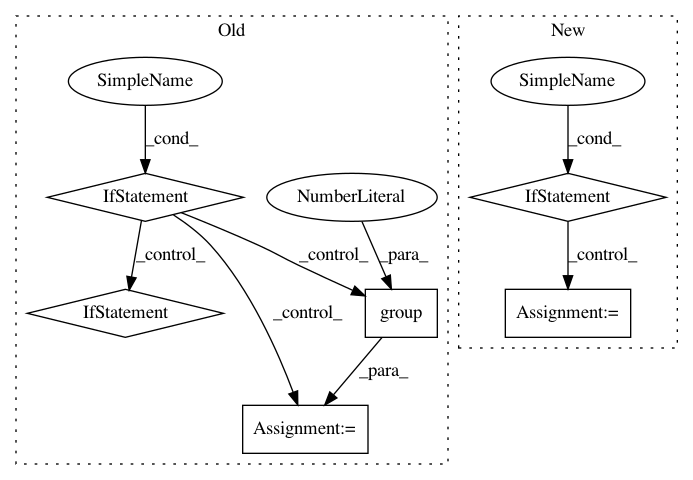 Old
New
SimpleName
SimpleName
_cond_
_cond_
IfStatement
NumberLiteral
IfStatement
_control_
_control_
_para_
_control_
IfStatement
_control_
group
Assignment:=
_para_
Assignment:=